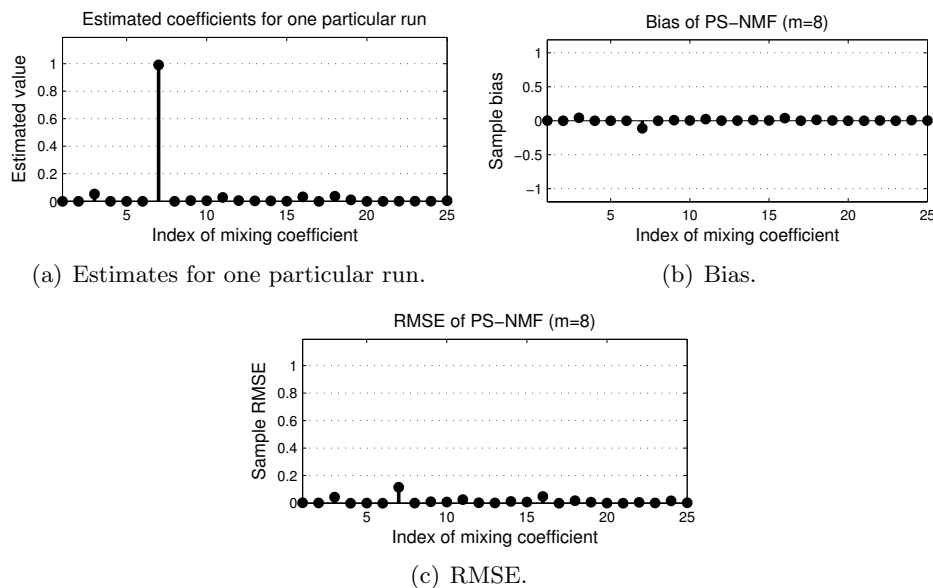 Estimated coefficients for one particular run
Estimated value
1
0.8
0.6
0.4
0.2
0
5
10
15
20
25
Index of mixing coefficient
(a) Estimates for one particular run.
Bias of PS−NMF (m=8)
Sample bias
1
0.5
0
−0.5
−1
5
10
15
20
25
Index of mixing coefficient
(b) Bias.
RMSE of PS−NMF (m=8)
Sample RMSE
1
0.8
0.6
0.4
0.2
0
5
10
15
20
25
Index of mixing coefficient
(c) RMSE.